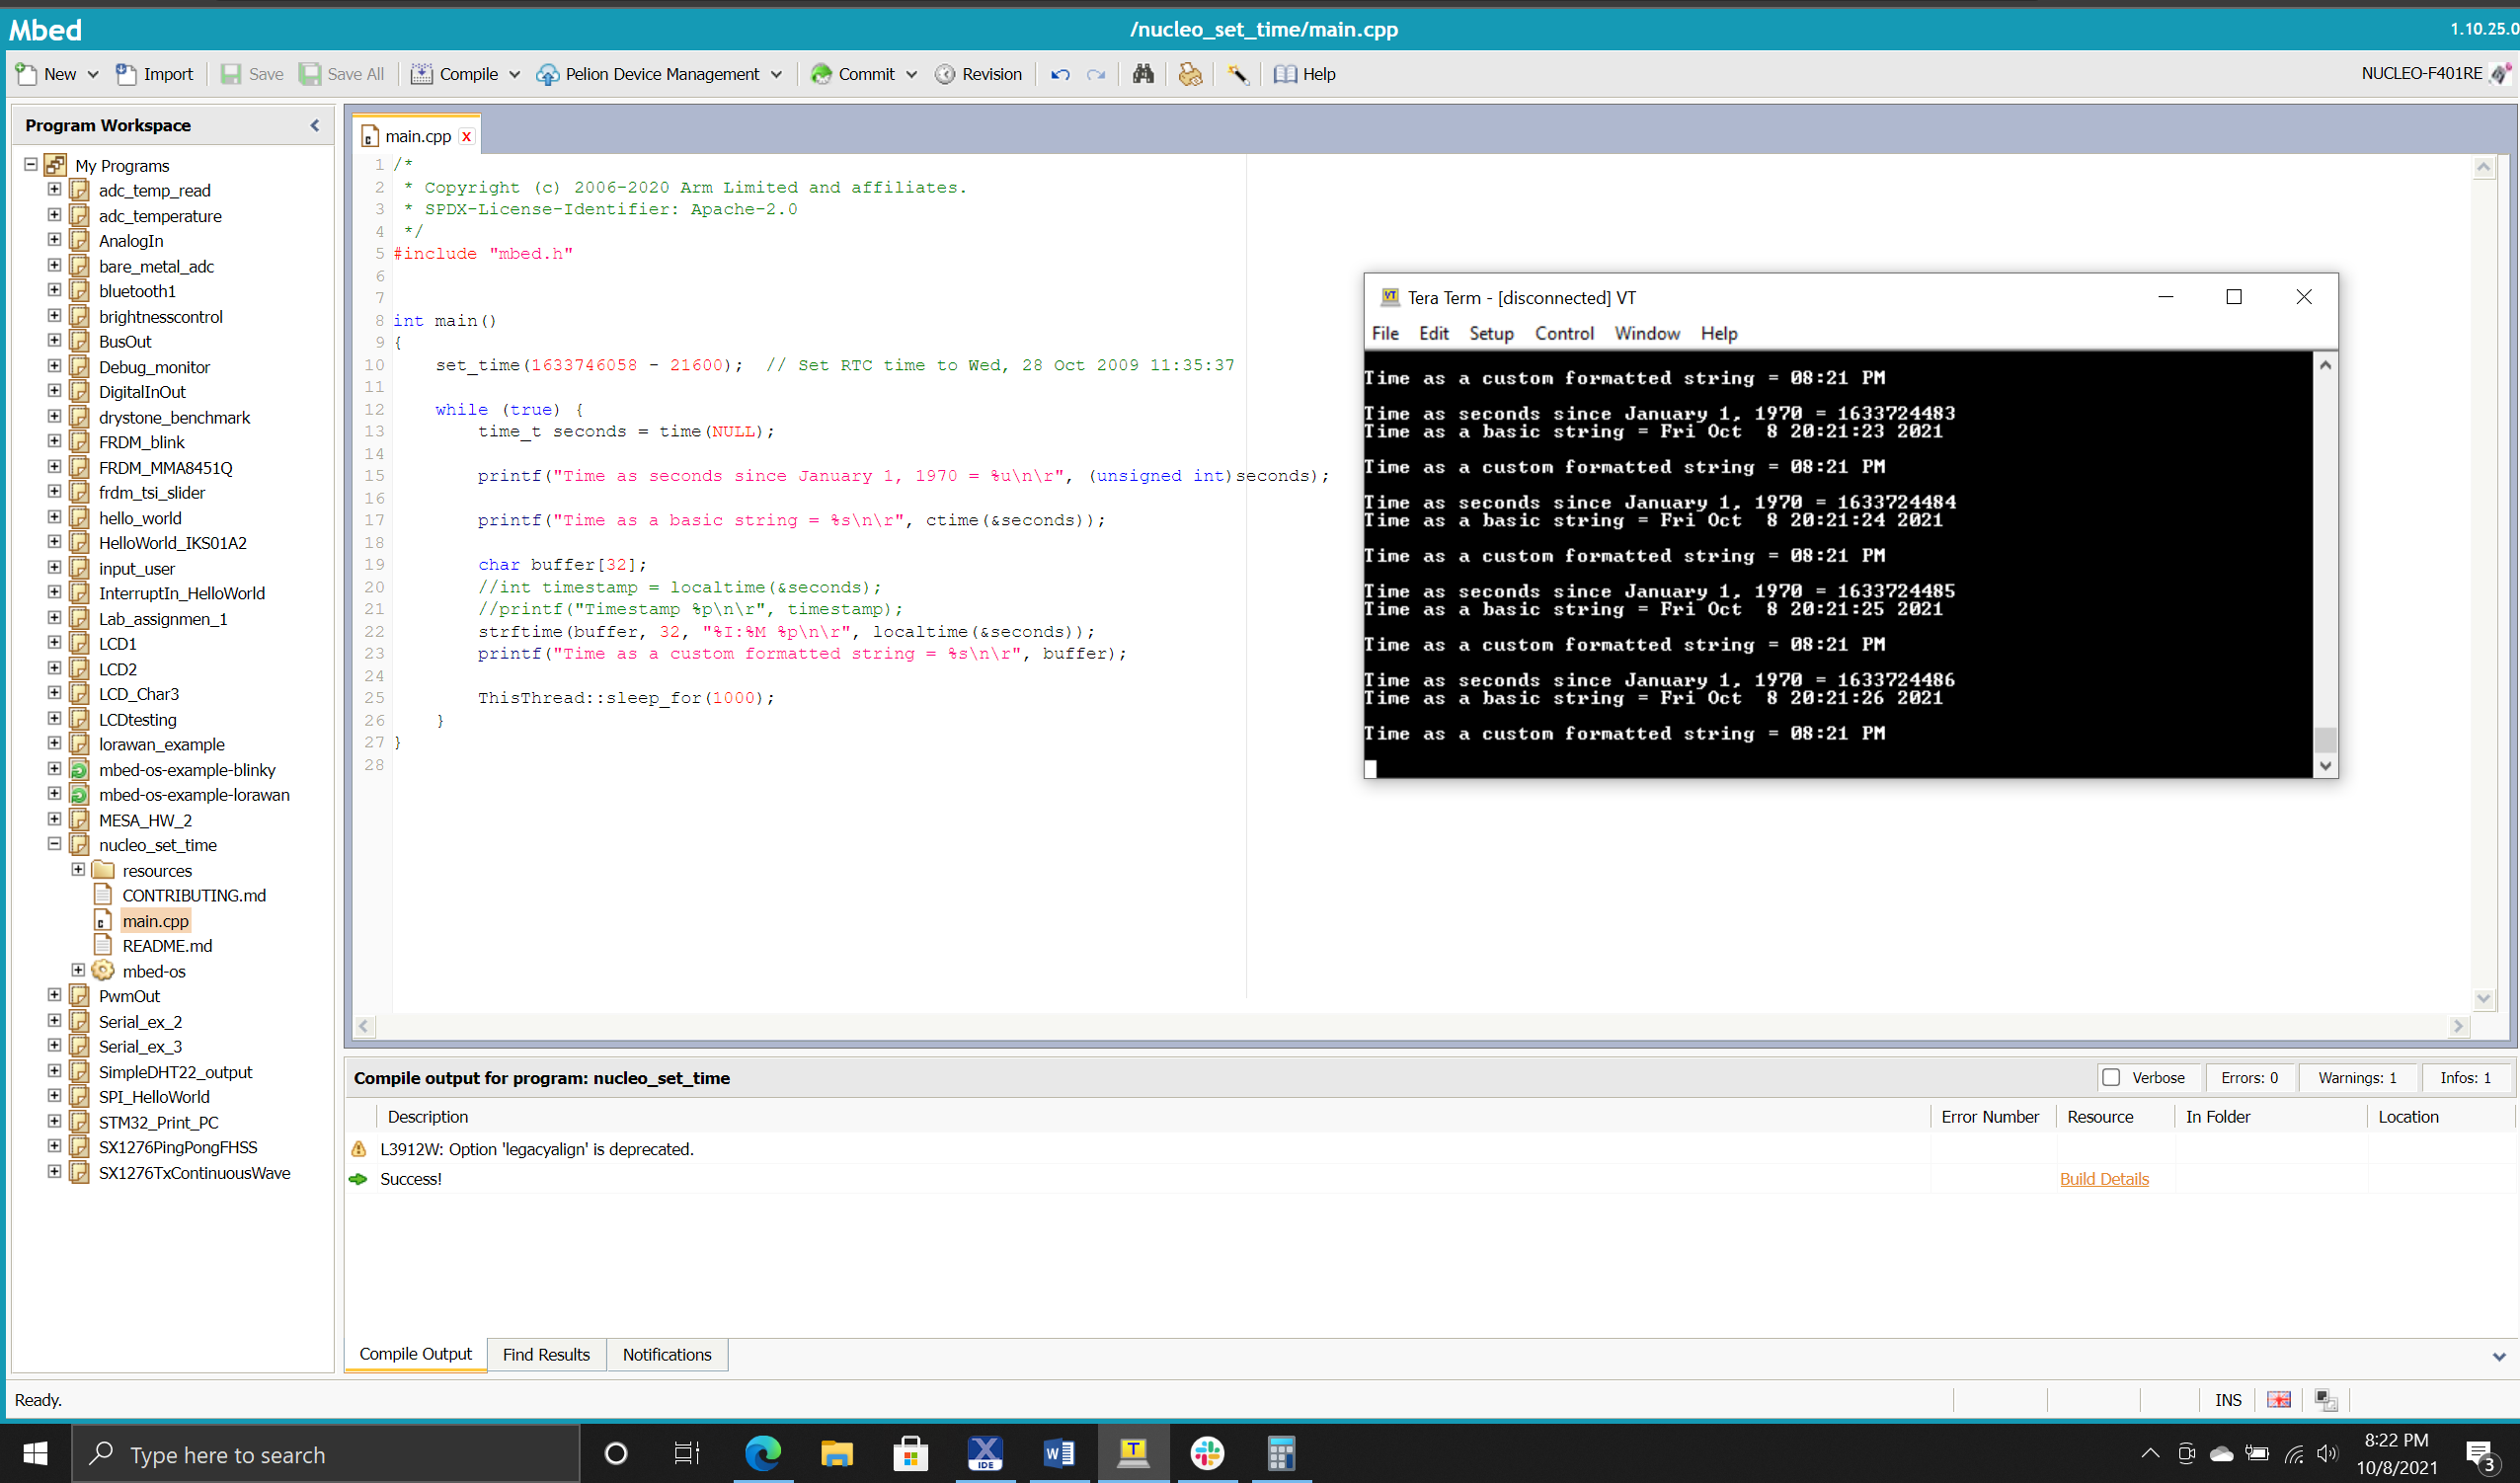 Mbed
/nucleo_set_time/main.cpp
1.10.25.0
New
Import
Save
Save All
Compile
Pelion Device Management
Commit
Revision
Help
NUCLEO-F401RE
Program Workspace
My Programs
adc_temp_read
adc_temperature
AnalogIn
bare_metal_adc
bluetooth1
brightnesscontrol
BusOut
Debug_monitor
DigitalInOut
drystone_benchmark
FRDM_blink
FRDM_MMA8451Q
frdm_tsi_slider
hello_world
HelloWorld_IKS01A2
input_user
InterruptIn_HelloWorld
Lab_assignmen_1
LCD1
LCD2
LCD_Char3
LCDtesting
lorawan_example
mbed-os-example-blinky
mbed-os-example-lorawan
MESA_HW_2
nucleo_set_time
resources
CONTRIBUTING.md
main.cpp
README.md
mbed-os
PwmOut
Serial_ex_2
Serial_ex_3
SimpleDHT22_output
SPI_HelloWorld
STM32_Print_PC
SX1276PingPongFHSS
SX1276TxContinuousWave
main.cpp x
1 /*
2 * Copyright (c) 2006-2020 Arm Limited and affiliates.
3 * SPDX-License-Identifier: Apache-2.0
4 */
5 #include "mbed.h"
6
7
8 int main()
9 {
10 set_time(1633746058 - 21600); // Set RTC time to Wed, 28 Oct 2009 11:35:37
11
12 while (true) {
13 time_t seconds = time(NULL);
14
15 printf("Time as seconds since January 1, 1970 = %u\n\r", (unsigned int)seconds);
16
17 printf("Time as a basic string = %s\n\r", ctime(&seconds));
18
19 char buffer[32];
20 //int timestamp = localtime(&seconds);
21 //printf("Timestamp %p\n\r", timestamp);
22 strftime(buffer, 32, "%I:%M %p\n\r", localtime(&seconds));
23 printf("Time as a custom formatted string = %s\n\r", buffer);
24
25 ThisThread::sleep_for(1000);
26 }
27 }
28
Tera Term - [disconnected] VT
File Edit Setup Control Window Help
Time as a custom formatted string = 08:21 PM
Time as seconds since January 1, 1970 = 1633724483
Time as a basic string = Fri Oct  8 20:21:23 2021
Time as a custom formatted string = 08:21 PM
Time as seconds since January 1, 1970 = 1633724484
Time as a basic string = Fri Oct  8 20:21:24 2021
Time as a custom formatted string = 08:21 PM
Time as seconds since January 1, 1970 = 1633724485
Time as a basic string = Fri Oct  8 20:21:25 2021
Time as a custom formatted string = 08:21 PM
Time as seconds since January 1, 1970 = 1633724486
Time as a basic string = Fri Oct  8 20:21:26 2021
Time as a custom formatted string = 08:21 PM
Compile output for program: nucleo_set_time
Verbose
Errors: 0
Warnings: 1
Infos: 1
Description
Error Number
Resource
In Folder
Location
L3912W: Option 'legacyalign' is deprecated.
Success!
Build Details
Compile Output
Find Results
Notifications
Ready.
INS
Type here to search
IDE
8:22 PM
10/8/2021
3